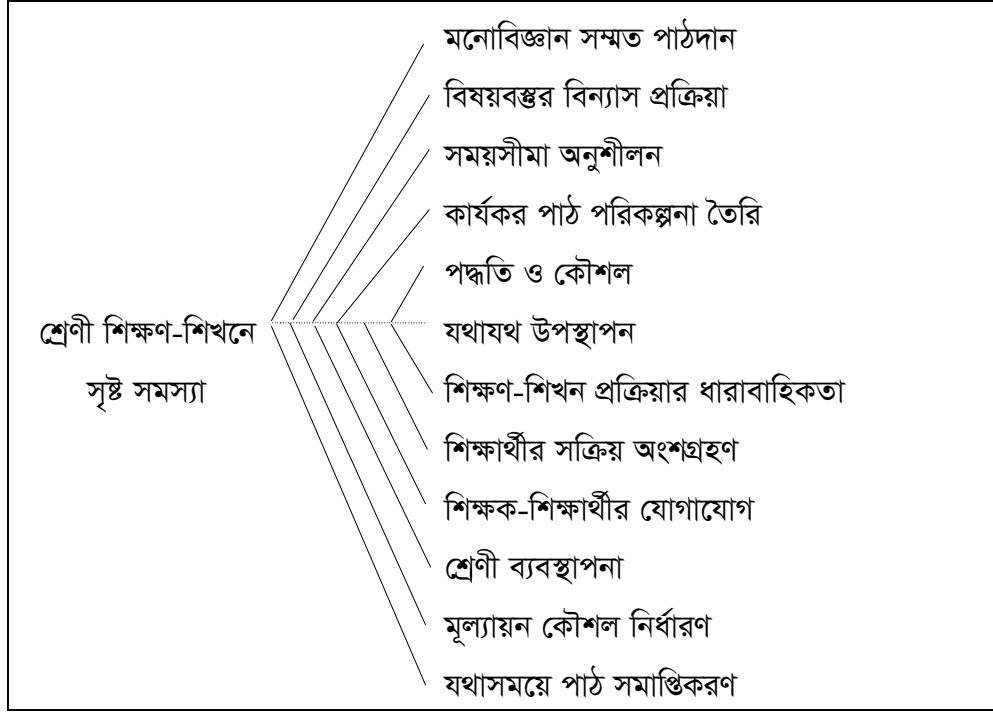 মনোবিজ্ঞান সম্মত পাঠদান
বিষয়বস্তুর বিন্যাস প্রক্রিয়া
সময়সীমা অনুশীলন
কার্যকর পাঠ পরিকল্পনা তৈরি
পদ্ধতি ও কৌশল
শ্রেণী শিক্ষণ-শিখনে
সৃষ্ট সমস্যা
যথাযথ উপস্থাপন
শিক্ষণ-শিখন প্রক্রিয়ার ধারাবাহিকতা
শিক্ষার্থীর সক্রিয় অংশগ্রহণ
শিক্ষক-শিক্ষার্থীর যোগাযোগ
শ্রেণী ব্যবস্থাপনা
মূল্যায়ন কৌশল নির্ধারণ
যথাসময়ে পাঠ সমাপ্তিকরণ